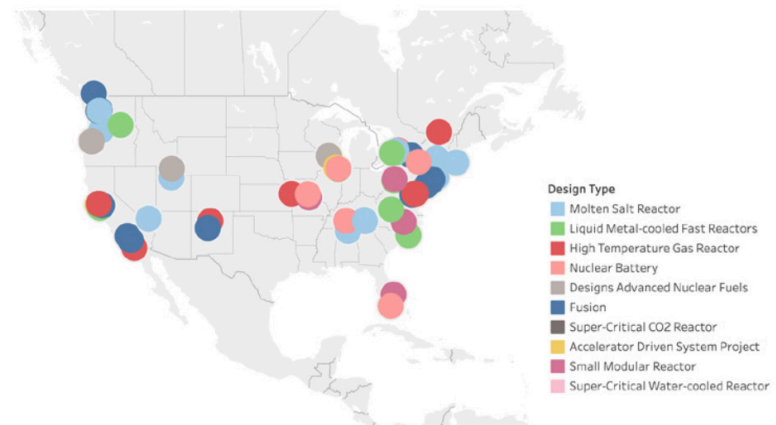 Design Type
Molten Salt Reactor
Liquid Metal-cooled Fast Reactors
High Temperature Gas Reactor
Nuclear Battery
Designs Advanced Nuclear Fuels
Fusion
Super-Critical CO2 Reactor
Accelerator Driven System Project
Small Modular Reactor
Super-Critical Water-cooled Reactor